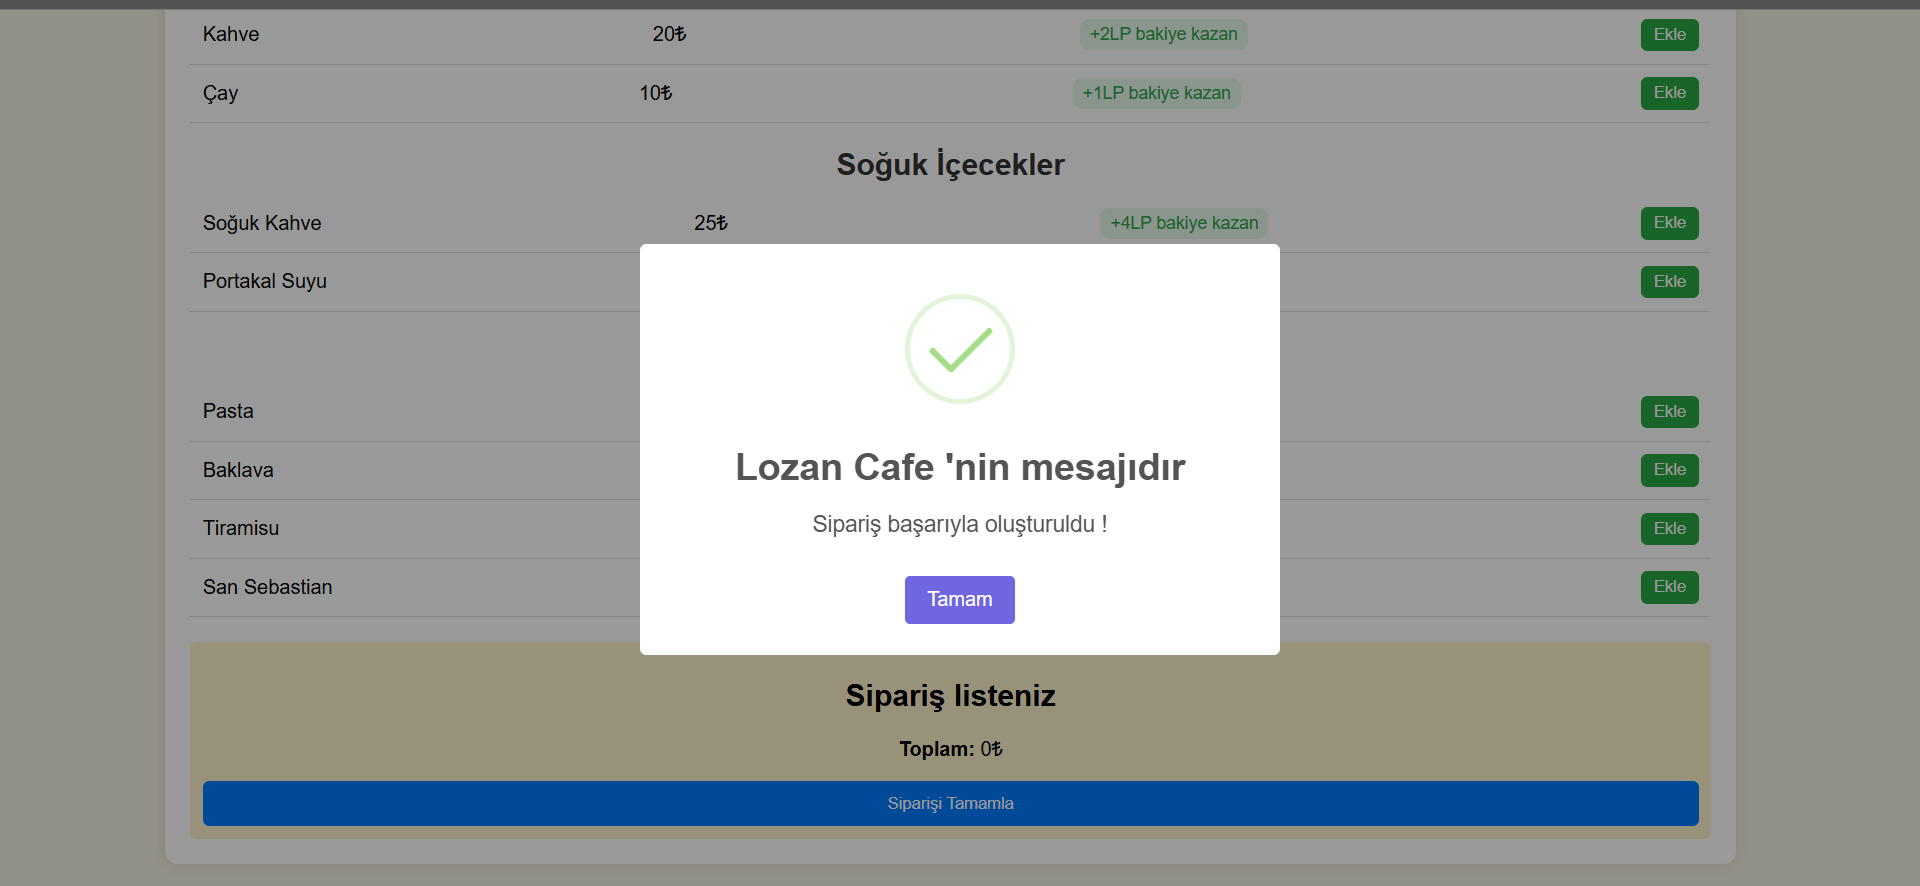 Kahve 20₺ +2LP bakiye kazan Ekle
Çay 10₺ +1LP bakiye kazan Ekle
Soğuk İçecekler
Soğuk Kahve 25₺ +4LP bakiye kazan Ekle
Portakal Suyu Ekle
Pasta Ekle
Baklava Ekle
Tiramisu Ekle
San Sebastian Ekle
Lozan Cafe 'nin mesajıdır
Sipariş başarıyla oluşturuldu !
Tamam
Sipariş listeniz
Toplam: 0₺
Siparişi Tamamla